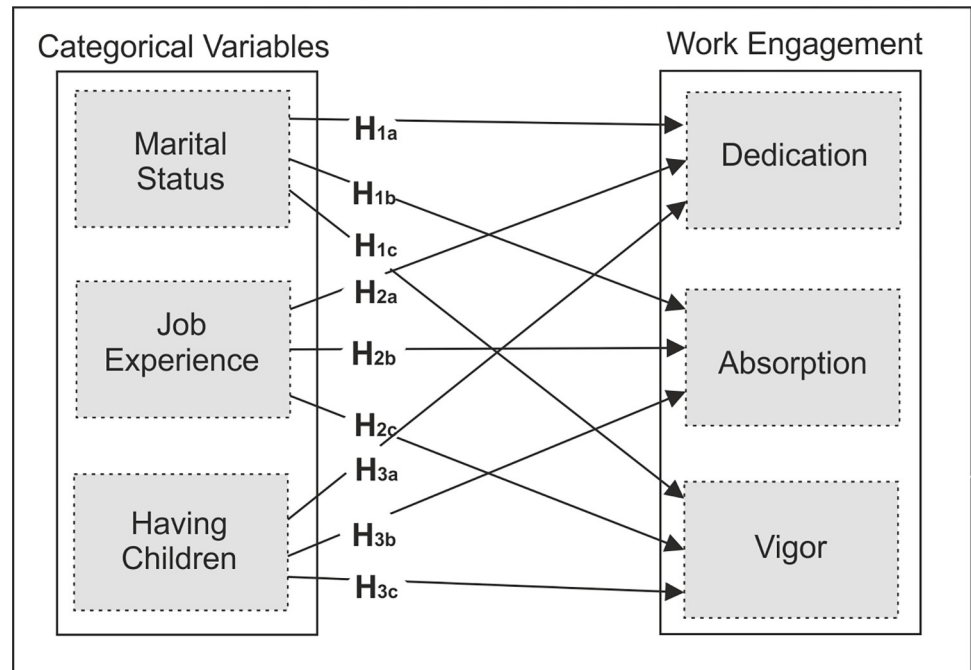 Categorical Variables
Work Engagement
Marital
Status
Job
Experience
Having
Children
H1a
H1b
H1c
H2a
H2b
H2c
H3a
H3b
H3c
Dedication
Absorption
Vigor